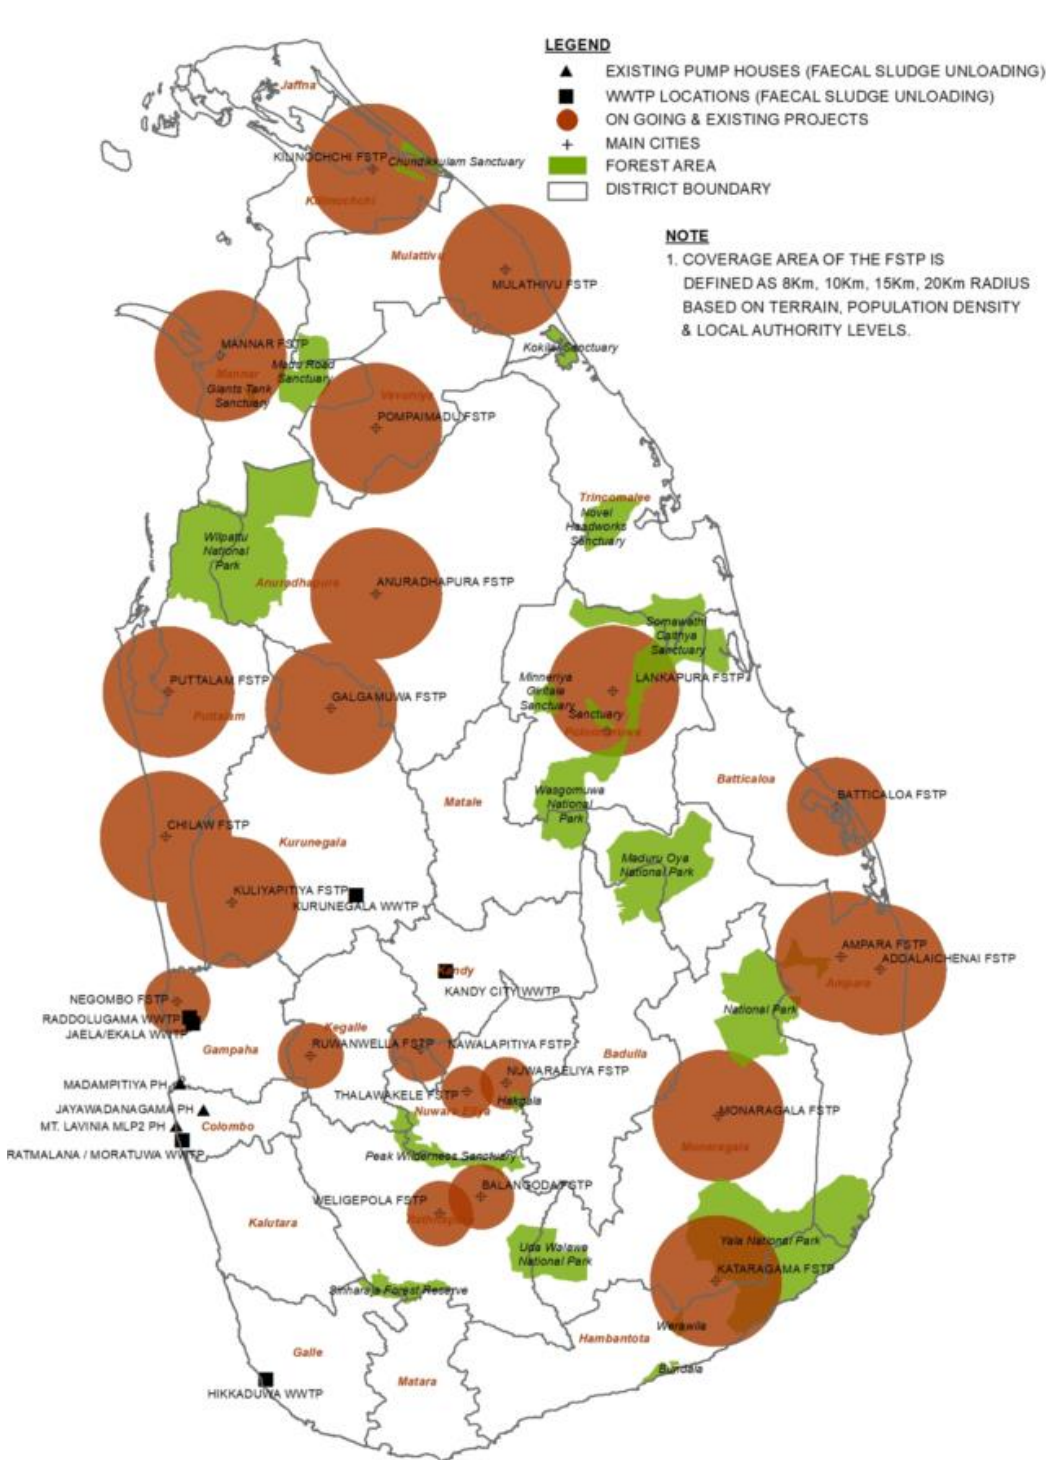 LEGEND
EXISTING PUMP HOUSES (FAECAL SLUDGE UNLOADING)
WWTP LOCATIONS (FAECAL SLUDGE UNLOADING)
ON GOING & EXISTING PROJECTS
MAIN CITIES
FOREST AREA
DISTRICT BOUNDARY
NOTE
1. COVERAGE AREA OF THE FSTP IS
DEFINED AS 8Km, 10Km, 15Km, 20Km RADIUS
BASED ON TERRAIN, POPULATION DENSITY
& LOCAL AUTHORITY LEVELS.
Jaffna
KILINOCHCHI FSTP
Chundikkulam Sanctuary
Kilinochchi
Mulattivu
MULATHIVU FSTP
MANNAR FSTP
Kokilai Sanctuary
Madu Road
Sanctuary
Mannar
Giants Tank
Sanctuary
Vavuniya
POMPAIMADU FSTP
Trincomalee
Novel
Headworks
Sanctuary
Wilpattu
National
Park
Anuradhapura
ANURADHAPURA FSTP
Somawathi
Caithya
Sanctuary
PUTTALAM FSTP
Puttalam
GALGAMUWA FSTP
Minneriya
Giritale
Sanctuary
LANKAPURA FSTP
Sanctuary
Polonnaruwa
Batticaloa
BATTICALOA FSTP
Wasgomuwa
National
Park
Matale
CHILAW FSTP
Kurunegala
Maduru Oya
National Park
KULIYAPITIYA FSTP
KURUNEGALA WWTP
AMPARA FSTP
ADDALAICHENAI FSTP
Ampara
Kandy
KANDY CITY WWTP
NEGOMBO FSTP
National Park
RADDOLUGAMA WWTP
JAELA/EKALA WWTP
Kegalle
RUWANWELLA FSTP
NAWALAPITIYA FSTP
Gampaha
Badulla
NUWARAELIYA FSTP
MADAMPITIYA PH
THALAWAKELE FSTP
Hakgala
Nuwara Eliya
JAYAWADANAGAMA PH
MONARAGALA FSTP
MT. LAVINIA MLP2 PH
Colombo
RATMALANA / MORATUWA WWTP
Monaragala
Peak Wilderness Sanctuary
BALANGODA FSTP
WELIGEPOLA FSTP
Rathnapura
Kalutara
Uda Walawe
National Park
Yala National Park
KATARAGAMA FSTP
Sinharaja Forest Reserve
Werawila
Hambantota
Galle
Bundala
Matara
HIKKADUWA WWTP